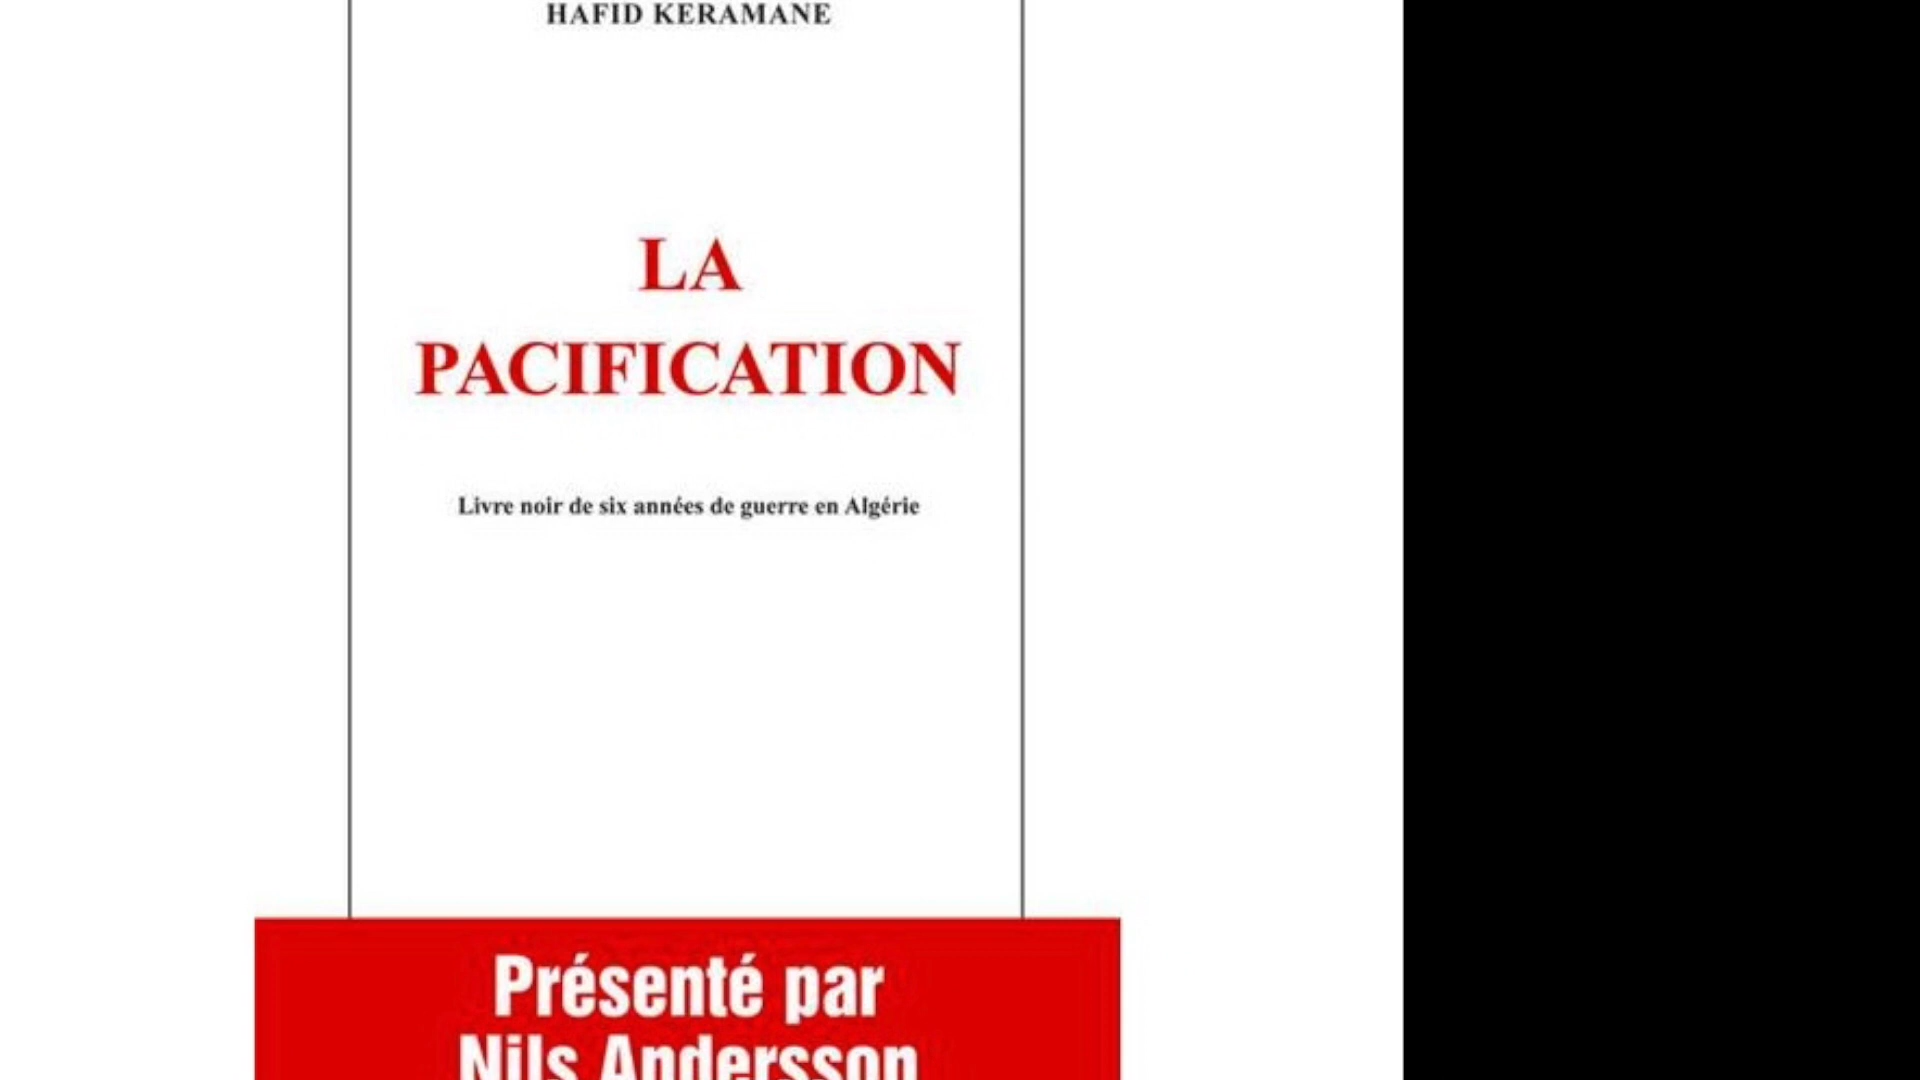 HAFID KERAMANE
LA
PACIFICATION
Livre noir de six années de guerre en Algérie
Présenté par
Nils Andersson